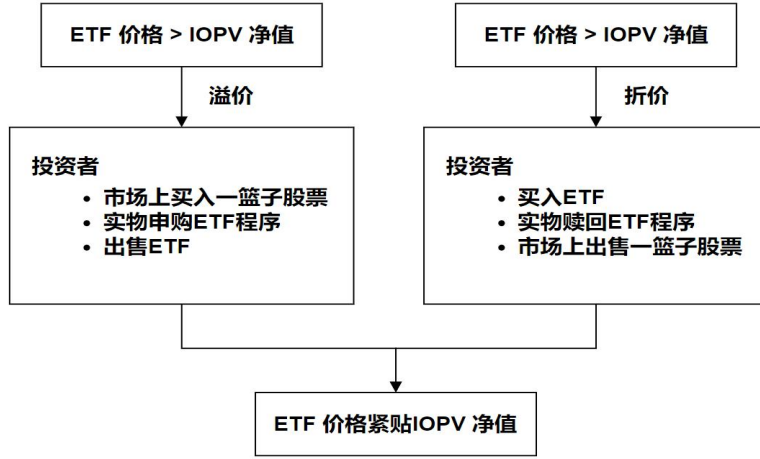 ETF 价格 > IOPV 净值
ETF 价格 > IOPV 净值
溢价
折价
投资者
• 市场上买入一篮子股票
• 实物申购ETF程序
• 出售ETF
投资者
• 买入ETF
• 实物赎回ETF程序
• 市场上出售一篮子股票
ETF 价格紧贴IOPV 净值